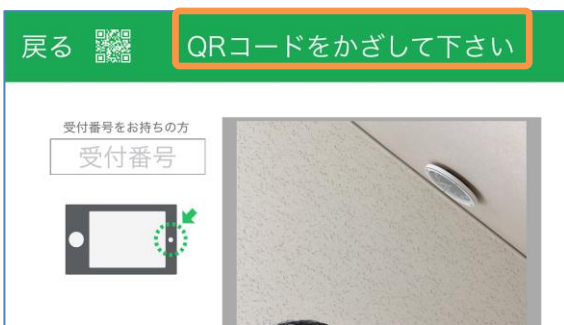 戻る
QRコードをかざして下さい
受付番号をお持ちの方
受付番号